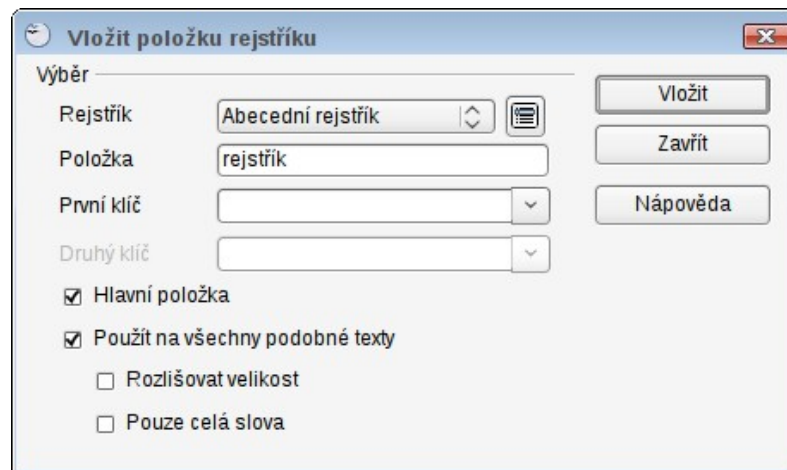 Vložit položku rejstříku
Výběr
Rejstřík
Abecední rejstřík
Položka
rejstřík
První klíč
Druhý klíč
Hlavní položka
Použít na všechny podobné texty
Rozlišovat velikost
Pouze celá slova
Vložit
Zavřít
Nápověda